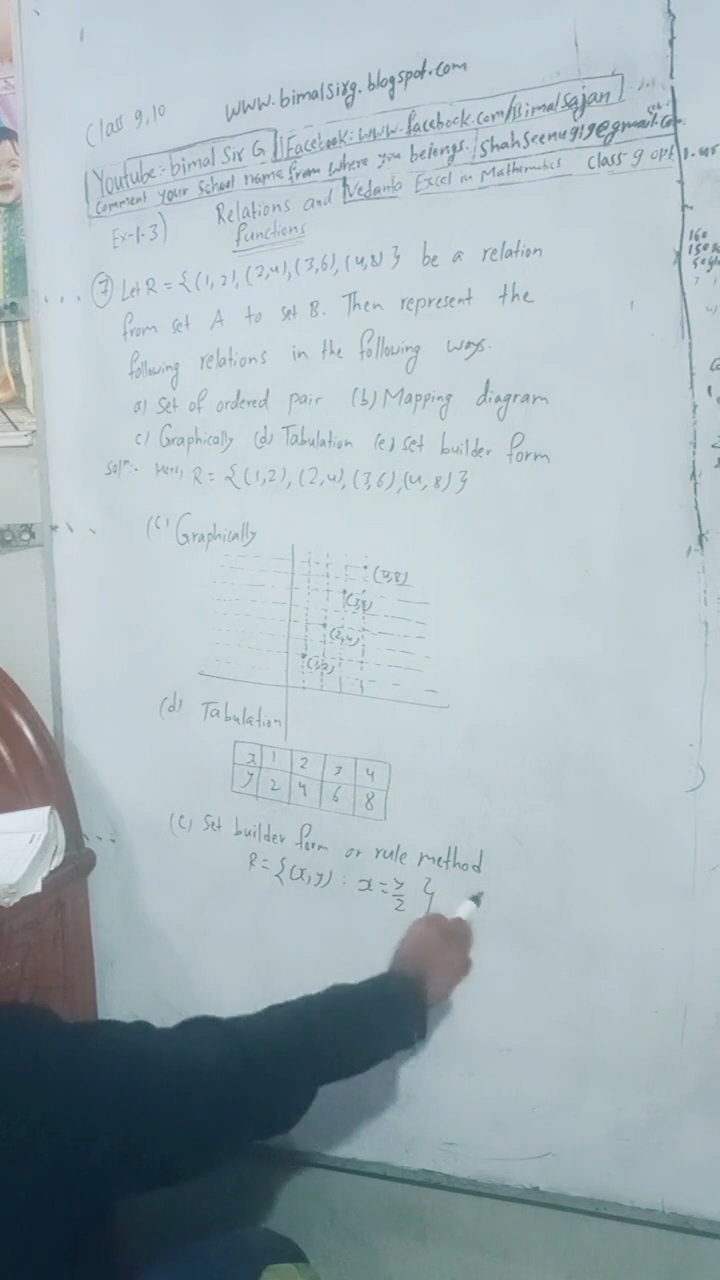 Class 9,10
www.bimalsirg.blogspot.com
Youtube:- bimal Sir G
Facebook: www.facebook.com/
comment your school name from where you belongs.
Relations and functions
Vedanta Excel in Mathematics class 9 opt
Ex-1.3)
(7) Let R = {(1,2), (2,4), (3,6), (4,8)} be a relation
from set A to set B. Then represent the
following relations in the following ways.
a) Set of ordered pair (b) Mapping diagram
c) Graphically (d) Tabulation (e) set builder form
Solⁿ:- Here, R = {(1,2), (2,4), (3,6), (4,8)}
(c) Graphically
(4,8)
(3,6)
(2,4)
(1,2)
(d) Tabulation
x 1 2 3 4
y 2 4 6 8
(e) Set builder form or rule method
R = {(x,y) : x = y/2 }